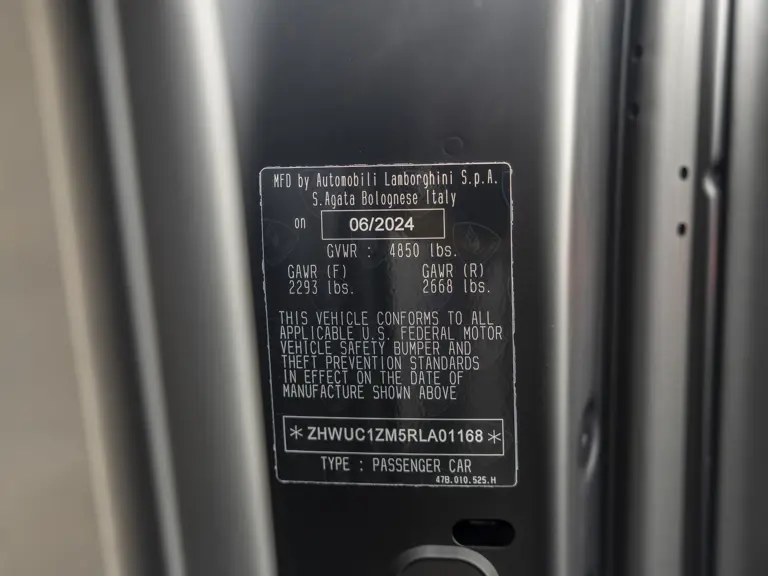 MFD by Automobili Lamborghini S.p.A.
S.Agata Bolognese Italy
on 06/2024
GVWR : 4850 lbs.
GAWR (F) GAWR (R)
2293 lbs. 2668 lbs.
THIS VEHICLE CONFORMS TO ALL
APPLICABLE U.S. FEDERAL MOTOR
VEHICLE SAFETY BUMPER AND
THEFT PREVENTION STANDARDS
IN EFFECT ON THE DATE OF
MANUFACTURE SHOWN ABOVE
*ZHWUC1ZM5RLA01168*
TYPE : PASSENGER CAR
47B.010.525.H